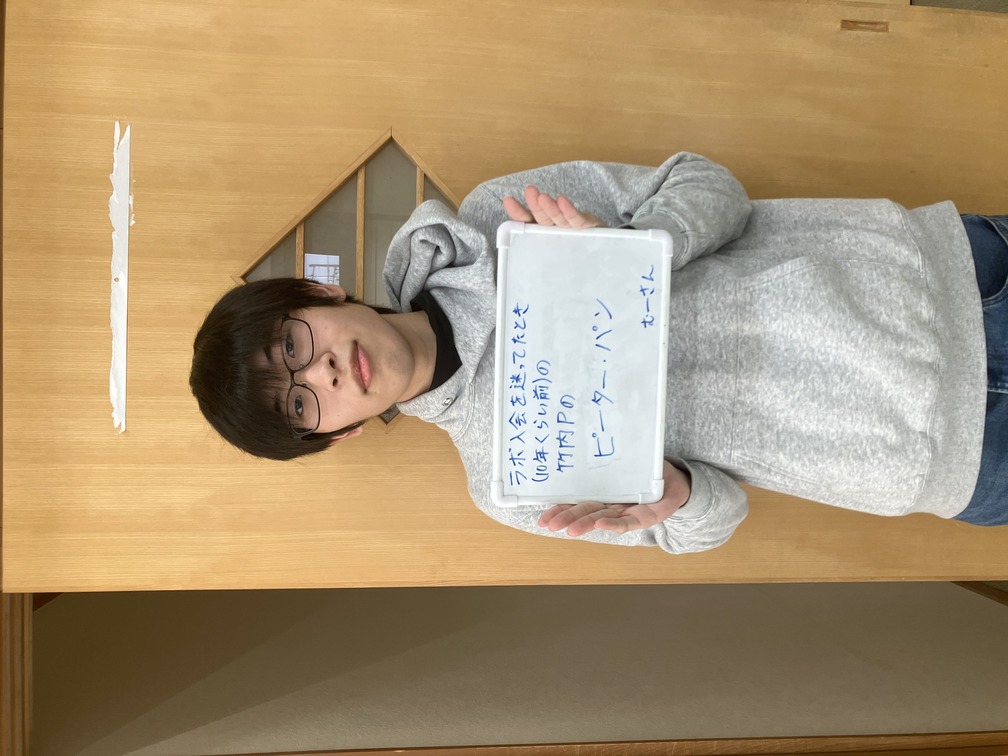 ラボ入会を迷ってたとき
(10年くらい前)の
竹内Pの
ピーター・パン
むーさん